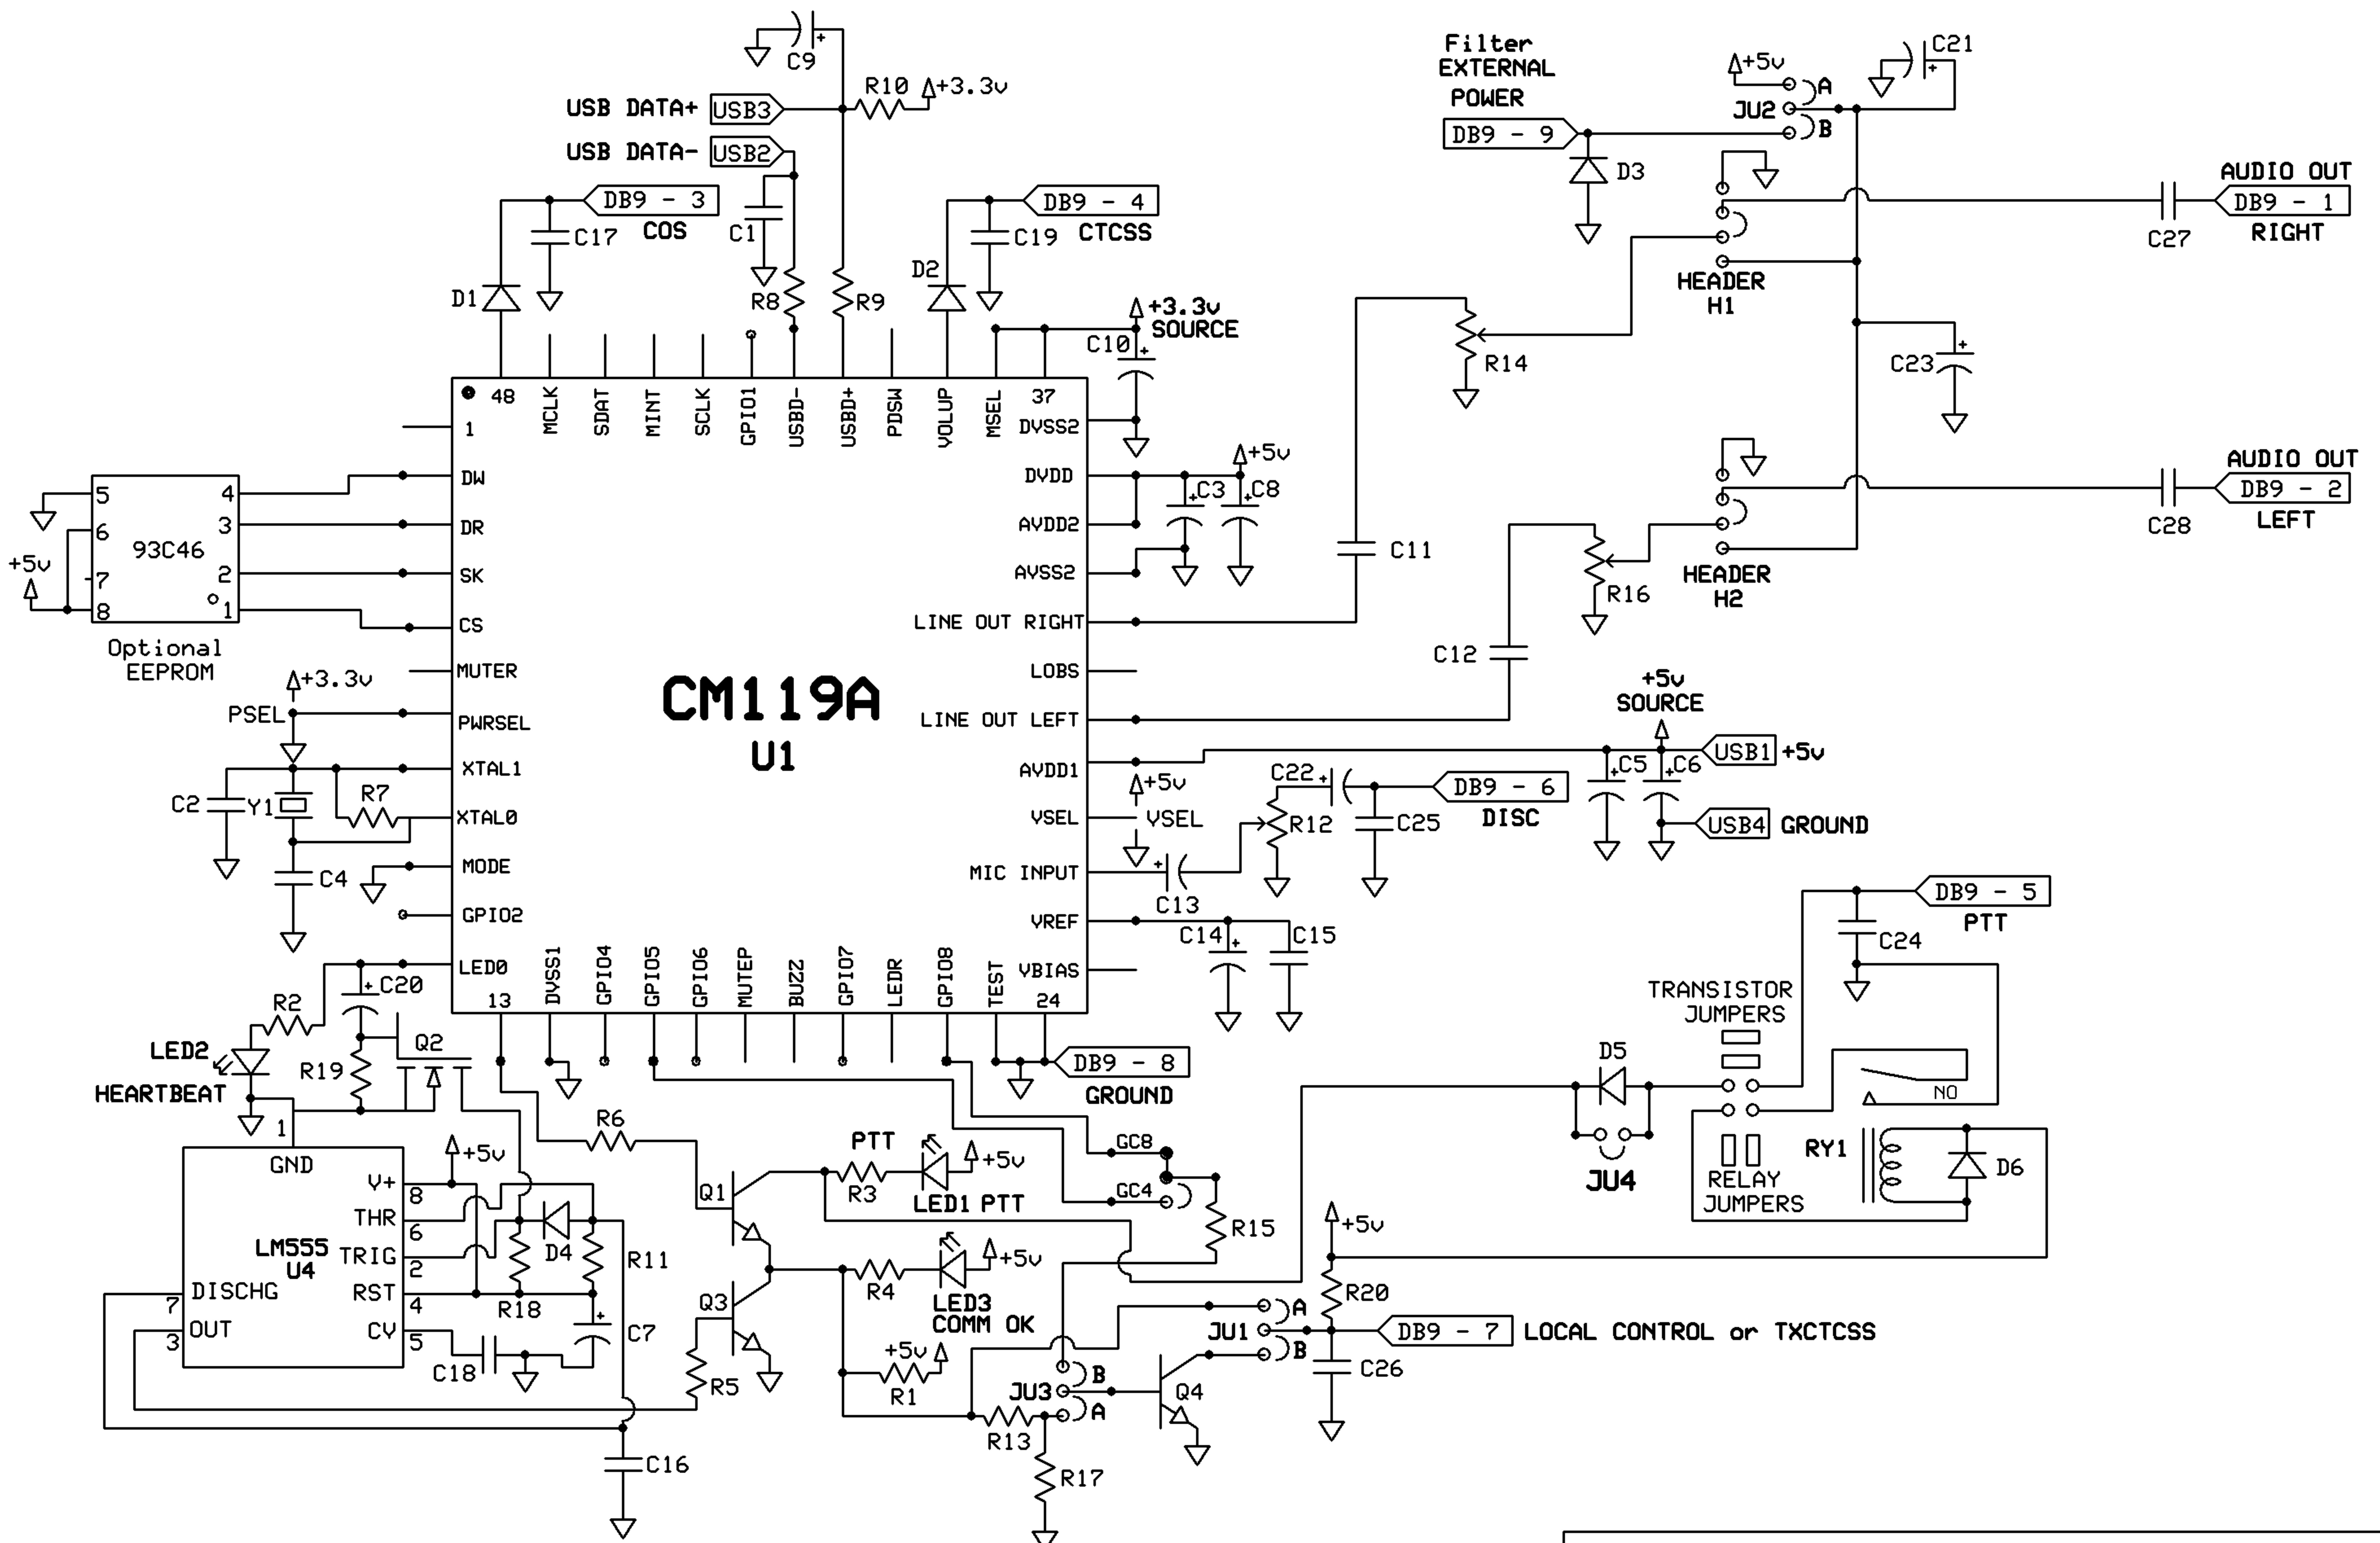 C9
R10
+3.3v
USB DATA+
USB3
USB DATA-
USB2
DB9 - 3
COS
C17
C1
D1
R8
R9
D2
DB9 - 4
CTCSS
C19
+3.3v
SOURCE
C10
Filter
EXTERNAL
POWER
DB9 - 9
D3
+5v
A
JU2
B
C21
AUDIO OUT
DB9 - 1
RIGHT
C27
HEADER
H1
R14
C23
AUDIO OUT
DB9 - 2
LEFT
C28
HEADER
H2
R16
C11
C12
48
MCLK
SDAT
MINT
SCLK
GPIO1
USBD-
USBD+
PDSW
VOLUP
MSEL
37
1
DW
DR
SK
CS
MUTER
PWRSEL
XTAL1
XTAL0
MODE
GPIO2
LED0
CM119A
U1
DVSS2
DVDD
AVDD2
AVSS2
LINE OUT RIGHT
LOBS
LINE OUT LEFT
AVDD1
VSEL
MIC INPUT
VREF
VBIAS
13
DVSS1
GPIO4
GPIO5
GPIO6
MUTEP
BUZZ
GPIO7
LEDR
GPIO8
TEST
24
5
6
7
8
93C46
4
3
2
1
+5v
Optional
EEPROM
+3.3v
PSEL
C2
Y1
R7
C4
+5v
C3
C8
+5v
SOURCE
C5
C6
USB1
+5v
USB4
GROUND
+5v
VSEL
C22
R12
C25
DB9 - 6
DISC
C13
C14
C15
DB9 - 8
GROUND
R2
C20
LED2
HEARTBEAT
R19
Q2
1
GND
V+
8
THR
6
TRIG
2
RST
4
CV
5
LM555
U4
DISCHG
7
OUT
3
+5v
D4
R18
R11
C7
C18
C16
R6
R5
Q1
Q3
PTT
R3
LED1 PTT
+5v
R4
LED3
COMM OK
+5v
+5v
R1
R13
R17
GC8
GC4
R15
B
JU3
A
Q4
JU1
A
B
+5v
R20
DB9 - 7
LOCAL CONTROL or TXCTCSS
C26
D5
JU4
TRANSISTOR
JUMPERS
RELAY
JUMPERS
DB9 - 5
PTT
C24
NO
RY1
D6